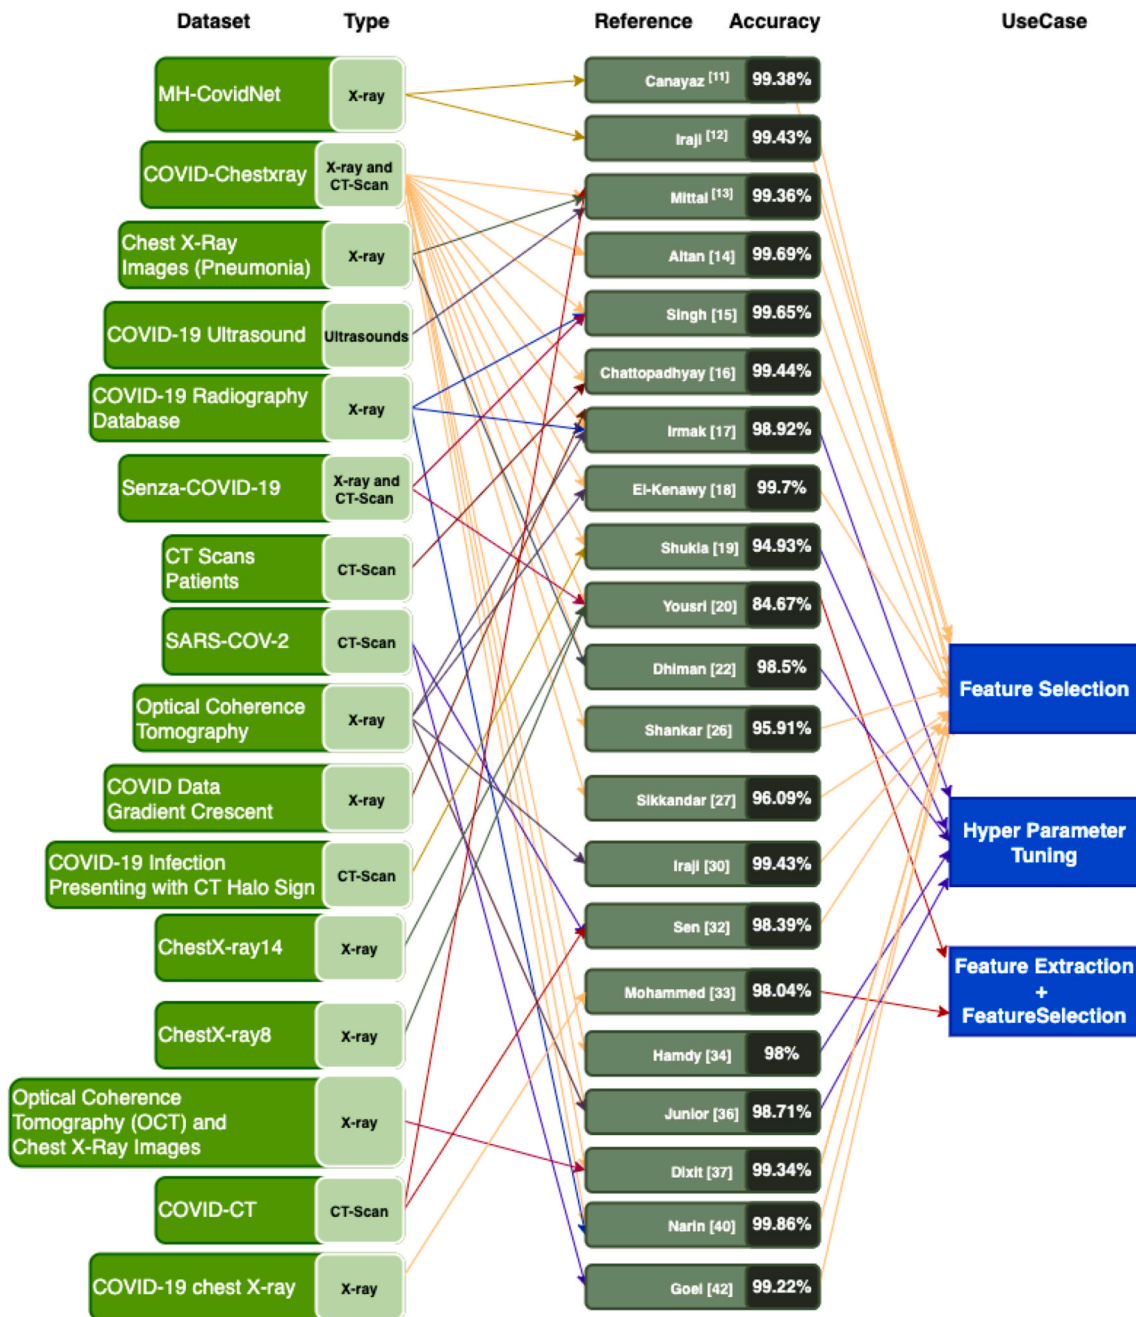 Dataset
Type
Reference
Accuracy
UseCase
MH-CovidNet
X-ray
COVID-Chestxray
X-ray and
CT-Scan
Chest X-Ray
Images (Pneumonia)
X-ray
COVID-19 Ultrasound
Ultrasounds
COVID-19 Radiography
Database
X-ray
Senza-COVID-19
X-ray and
CT-Scan
CT Scans
Patients
CT-Scan
SARS-COV-2
CT-Scan
Optical Coherence
Tomography
X-ray
COVID Data
Gradient Crescent
X-ray
COVID-19 Infection
Presenting with CT Halo Sign
CT-Scan
ChestX-ray14
X-ray
ChestX-ray8
X-ray
Optical Coherence
Tomography (OCT) and
Chest X-Ray Images
X-ray
COVID-CT
CT-Scan
COVID-19 chest X-ray
X-ray
Canayaz [11] 99.38%
Iraji [12] 99.43%
Mittal [13] 99.36%
Altan [14] 99.69%
Singh [15] 99.65%
Chattopadhyay [16] 99.44%
Irmak [17] 98.92%
El-Kenawy [18] 99.7%
Shukla [19] 94.93%
Yousri [20] 84.67%
Dhiman [22] 98.5%
Shankar [26] 95.91%
Sikkandar [27] 96.09%
Iraji [30] 99.43%
Sen [32] 98.39%
Mohammed [33] 98.04%
Hamdy [34] 98%
Junior [36] 98.71%
Dixit [37] 99.34%
Narin [40] 99.86%
Goel [42] 99.22%
Feature Selection
Hyper Parameter
Tuning
Feature Extraction
+
FeatureSelection